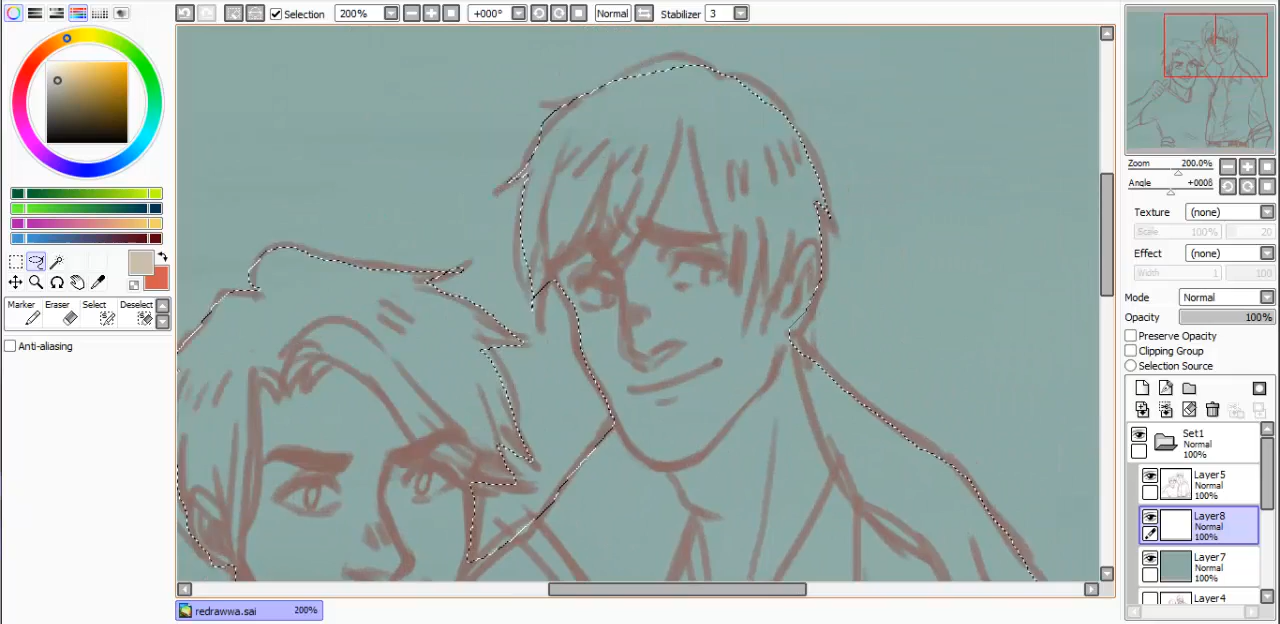 Selection 200% +000° Normal Stabilizer 3
Marker Eraser Select Deselect
Anti-aliasing
Zoom 200.0%
Angle
Texture (none)
Scale 100% 20
Effect (none)
Width 1 100
Mode Normal
Opacity 100%
Preserve Opacity
Clipping Group
Selection Source
Set1
Normal
100%
Layer5
Normal
100%
Layer8
Normal
100%
Layer7
Normal
100%
Layer4
redrawwa.sai 200%